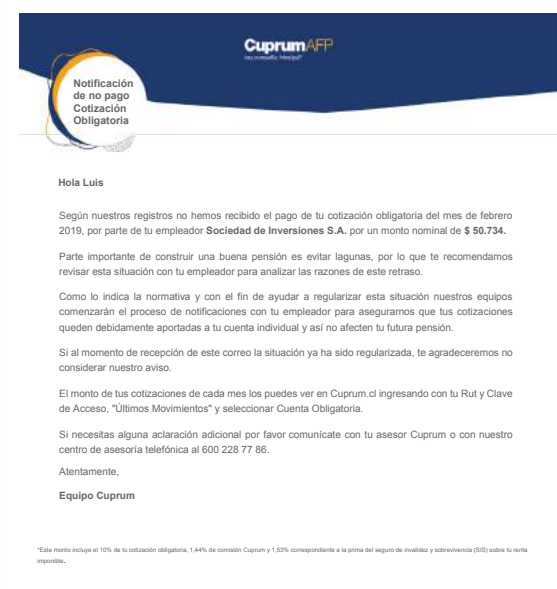 CuprumAFP
una compañía Principal®
Notificación
de no pago
Cotización
Obligatoria
Hola Luis
Según nuestros registros no hemos recibido el pago de tu cotización obligatoria del mes de febrero
2019, por parte de tu empleador Sociedad de Inversiones S.A. por un monto nominal de $ 50.734.
Parte importante de construir una buena pensión es evitar lagunas, por lo que te recomendamos
revisar esta situación con tu empleador para analizar las razones de este retraso.
Como lo indica la normativa y con el fin de ayudar a regularizar esta situación nuestros equipos
comenzarán el proceso de notificaciones con tu empleador para asegurarnos que tus cotizaciones
queden debidamente aportadas a tu cuenta individual y así no afecten tu futura pensión.
Si al momento de recepción de este correo la situación ya ha sido regularizada, te agradeceremos no
considerar nuestro aviso.
El monto de tus cotizaciones de cada mes los puedes ver en Cuprum.cl ingresando con tu Rut y Clave
de Acceso, "Últimos Movimientos" y seleccionar Cuenta Obligatoria.
Si necesitas alguna aclaración adicional por favor comunícate con tu asesor Cuprum o con nuestro
centro de asesoría telefónica al 600 228 77 86.
Atentamente,
Equipo Cuprum
*Este monto incluye el 10% de tu cotización obligatoria, 1,44% de comisión Cuprum y 1,53% correspondiente a la prima del seguro de invalidez y sobrevivencia (SIS) sobre tu renta
imponible.